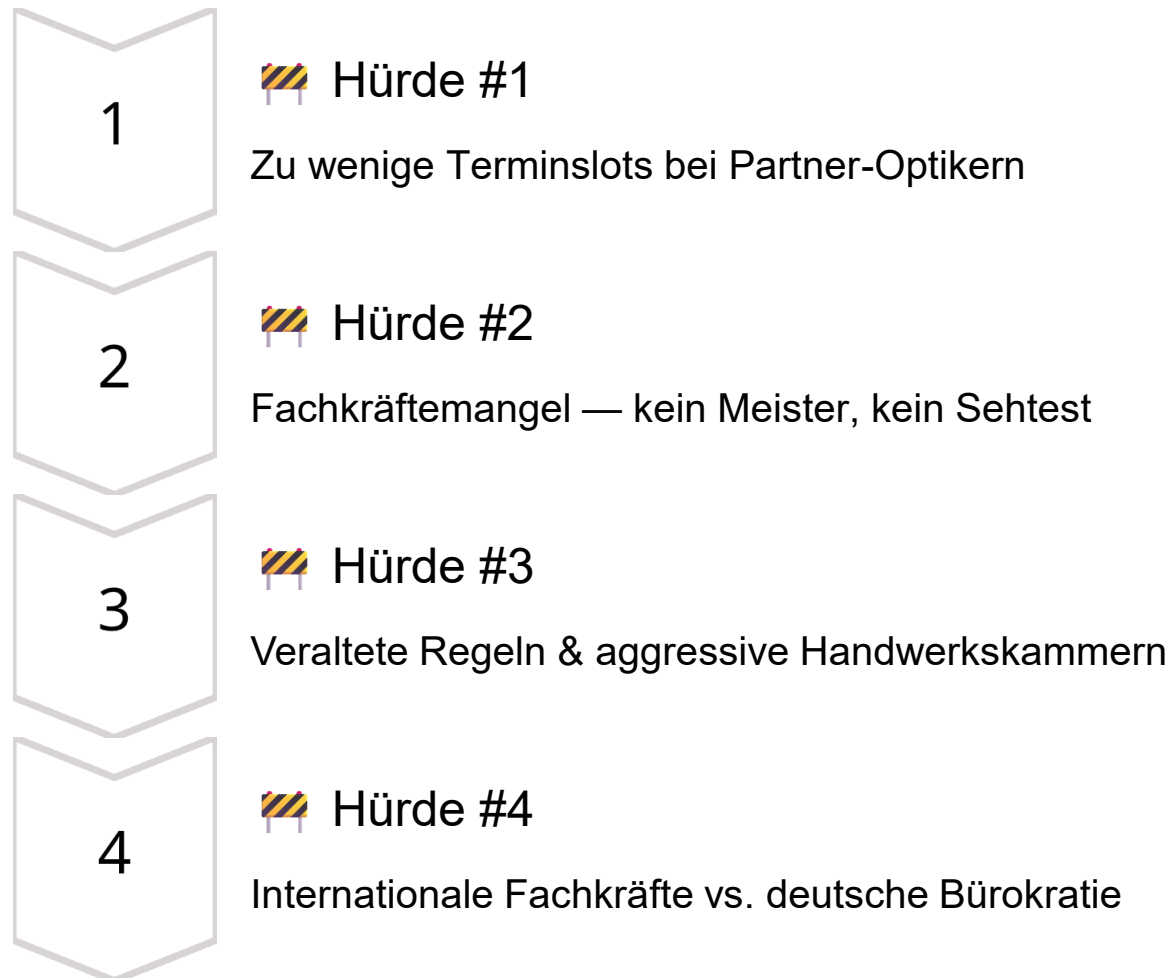 1
🚧 Hürde #1
Zu wenige Terminslots bei Partner-Optikern
2
🚧 Hürde #2
Fachkräftemangel — kein Meister, kein Sehtest
3
🚧 Hürde #3
Veraltete Regeln & aggressive Handwerkskammern
4
🚧 Hürde #4
Internationale Fachkräfte vs. deutsche Bürokratie